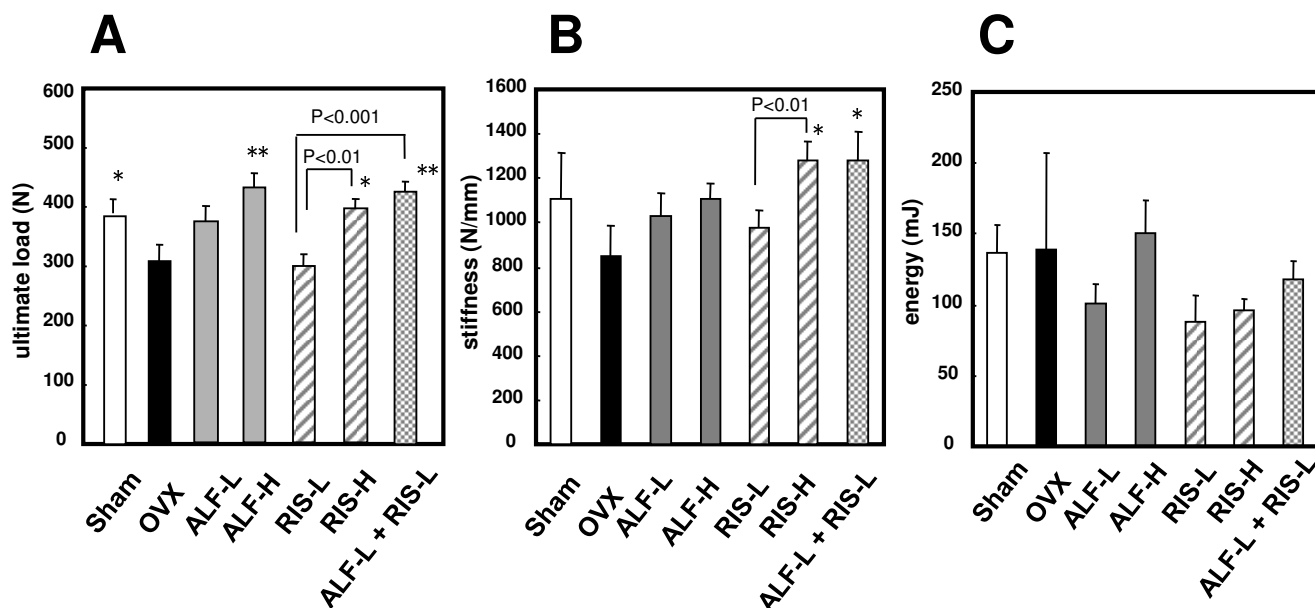 A
ultimate load (N)
600
500
400
300
200
100
0
*
**
P<0.001
P<0.01
*
**
Sham
OVX
ALF-L
ALF-H
RIS-L
RIS-H
ALF-L + RIS-L
B
stiffness (N/mm)
1600
1400
1200
1000
800
600
400
200
0
P<0.01
*
*
Sham
OVX
ALF-L
ALF-H
RIS-L
RIS-H
ALF-L + RIS-L
C
energy (mJ)
250
200
150
100
50
0
Sham
OVX
ALF-L
ALF-H
RIS-L
RIS-H
ALF-L + RIS-L